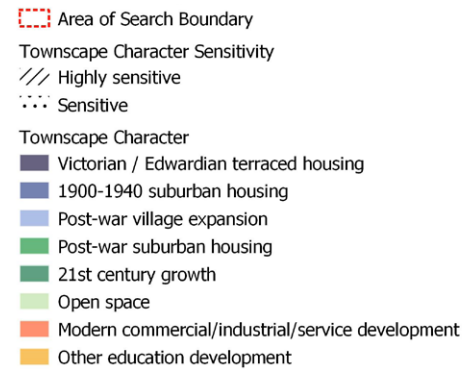 Area of Search Boundary
Townscape Character Sensitivity
Highly sensitive
Sensitive
Townscape Character
Victorian / Edwardian terraced housing
1900-1940 suburban housing
Post-war village expansion
Post-war suburban housing
21st century growth
Open space
Modern commercial/industrial/service development
Other education development